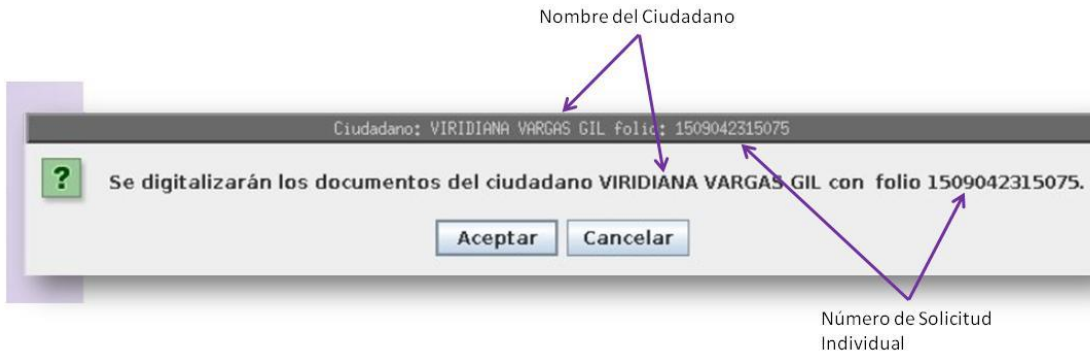 Nombre del Ciudadano
Ciudadano: VIRIDIANA VARGAS GIL folio: 1509042315075
? Se digitalizarán los documentos del ciudadano VIRIDIANA VARGAS GIL con folio 1509042315075.
Aceptar Cancelar
Número de Solicitud
Individual